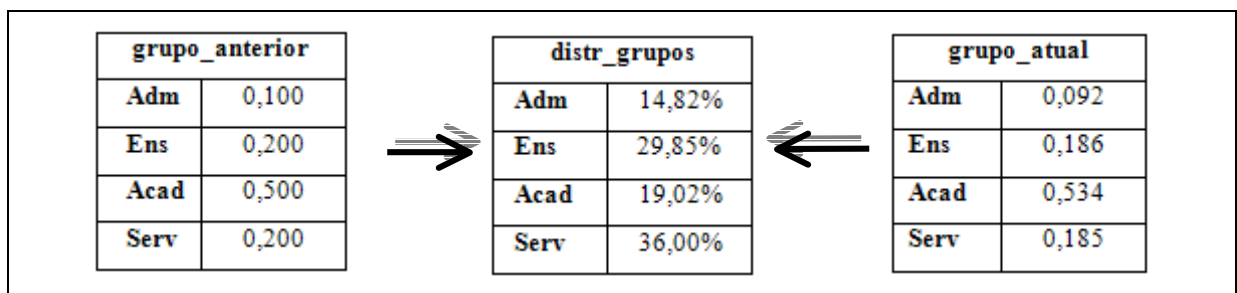 grupo_anterior
Adm 0,100
Ens 0,200
Acad 0,500
Serv 0,200
distr_grupos
Adm 14,82%
Ens 29,85%
Acad 19,02%
Serv 36,00%
grupo_atual
Adm 0,092
Ens 0,186
Acad 0,534
Serv 0,185